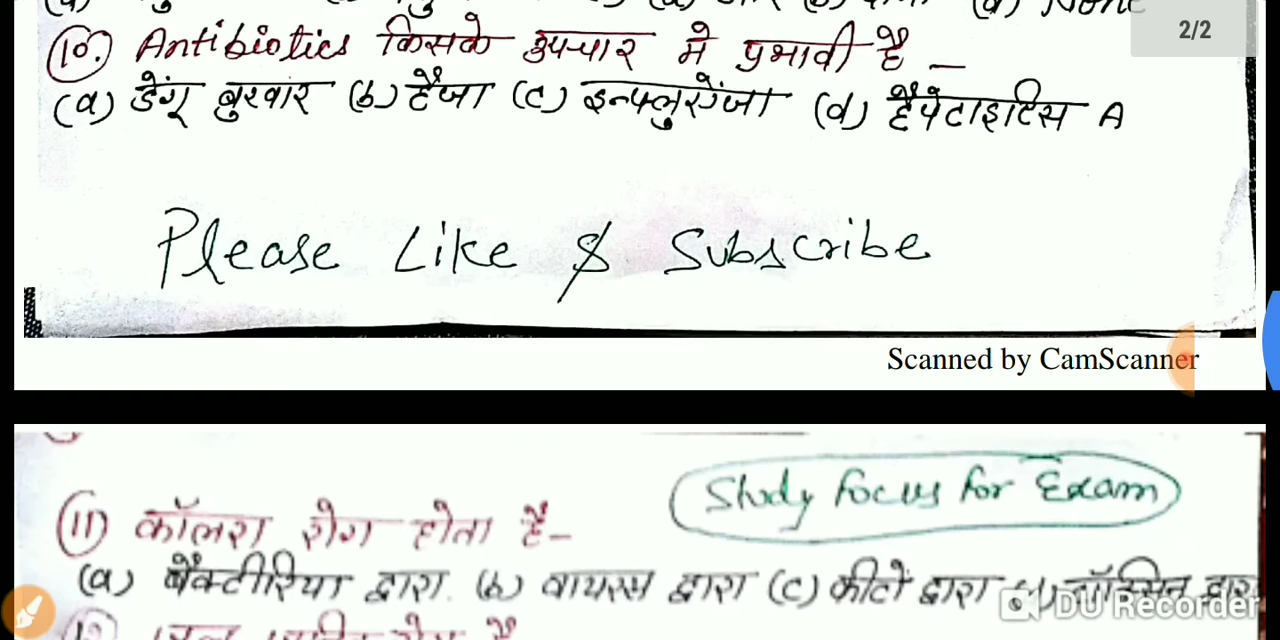 2/2
10. Antibiotics किसके उपचार में प्रभावी है –
(a) डेंगू बुखार (b) हैजा (c) इन्फ्लुएंजा (d) हैपेटाइटिस A
Please Like & Subscribe
Scanned by CamScanner
Study Focus for Exam
11) कॉलरा रोग होता है –
(a) बैक्टीरिया द्वारा. (b) वायरस द्वारा (c) कीटों द्वारा
DU Recorder